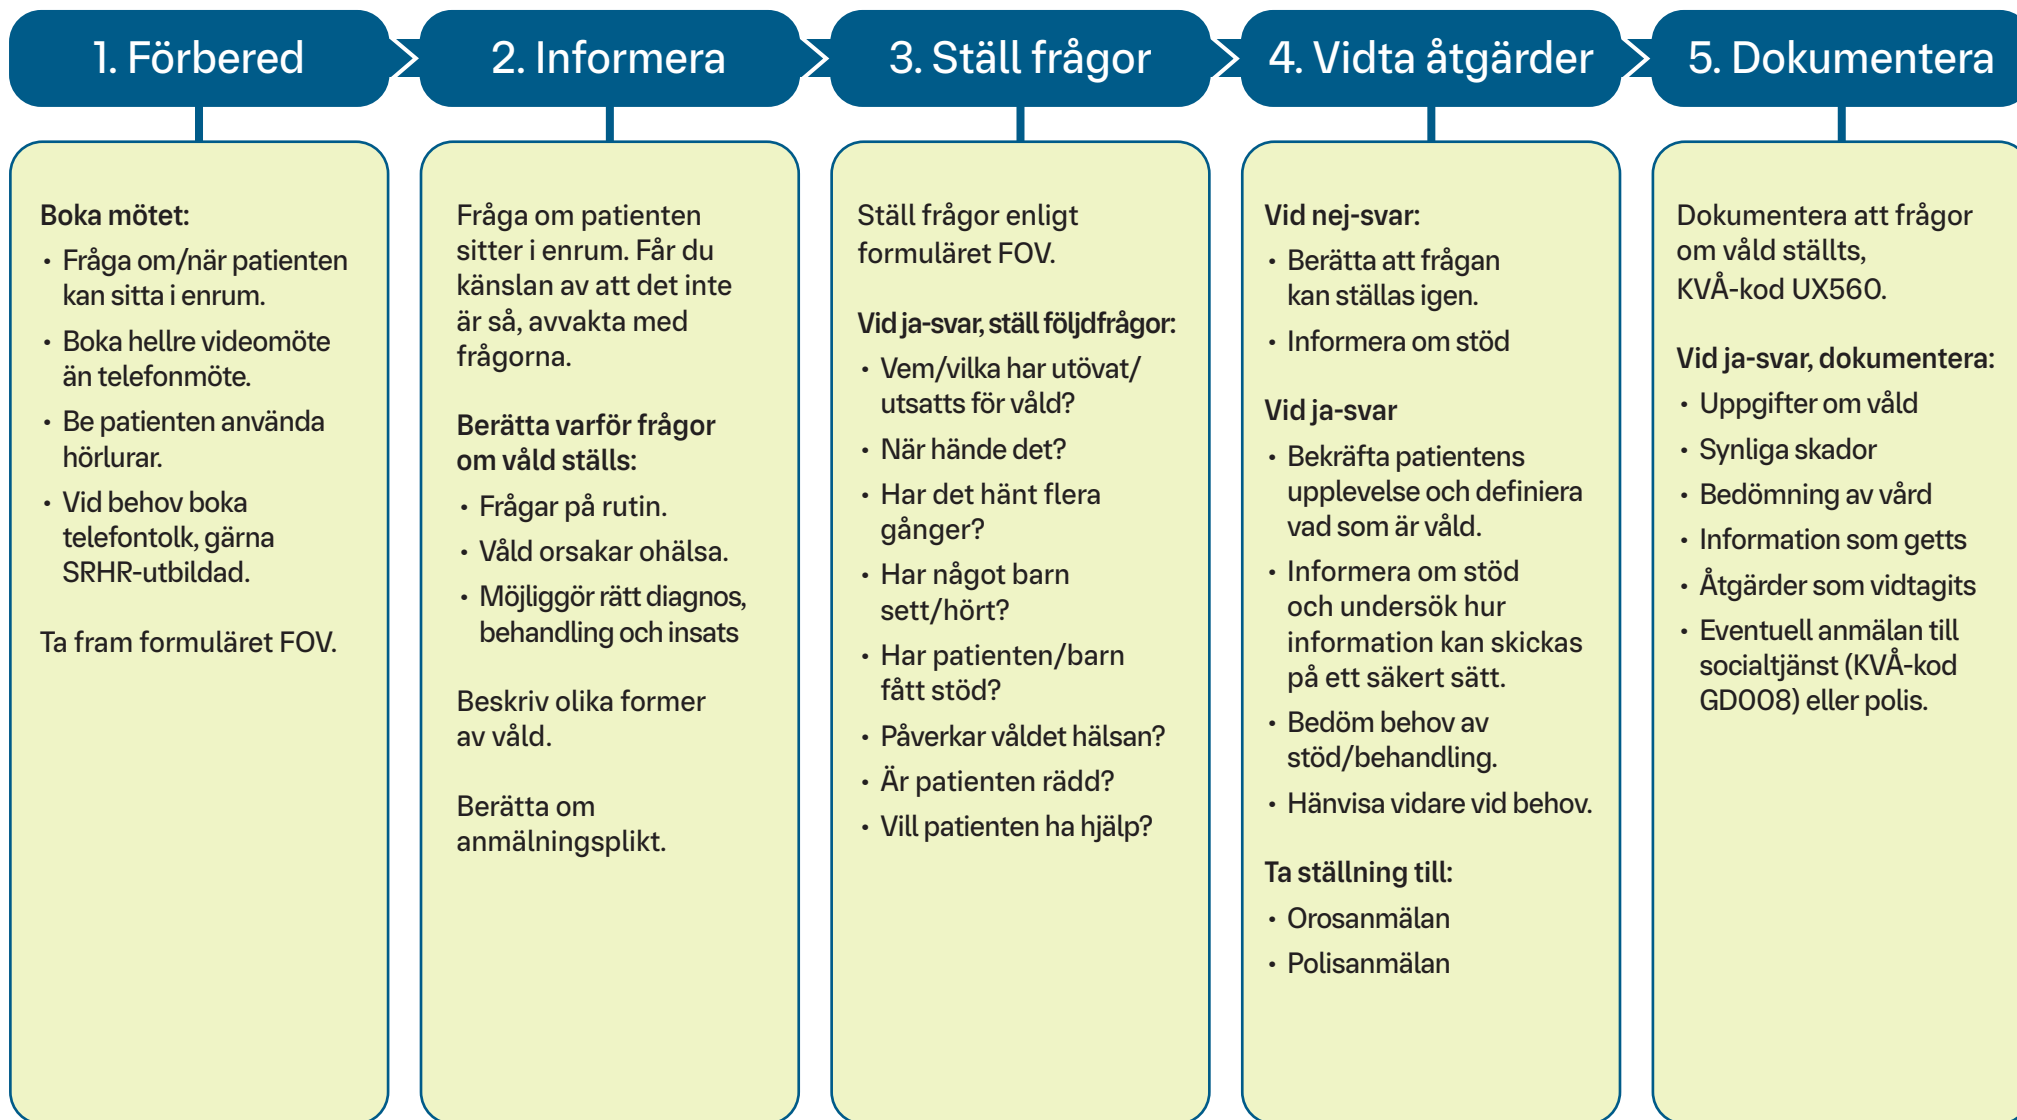 1. Förbered
Boka mötet:
• Fråga om/när patienten
kan sitta i enrum.
• Boka hellre videomöte
än telefonmöte.
• Be patienten använda
hörlurar.
• Vid behov boka
telefontolk, gärna
SRHR-utbildad.
Ta fram formuläret FOV.
2. Informera
Fråga om patienten
sitter i enrum. Får du
känslan av att det inte
är så, avvakta med
frågorna.
Berätta varför frågor
om våld ställs:
• Frågar på rutin.
• Våld orsakar ohälsa.
• Möjliggör rätt diagnos,
behandling och insats
Beskriv olika former
av våld.
Berätta om
anmälningsplikt.
3. Ställ frågor
Ställ frågor enligt
formuläret FOV.
Vid ja-svar, ställ följdfrågor:
• Vem/vilka har utövat/
utsatts för våld?
• När hände det?
• Har det hänt flera
gånger?
• Har något barn
sett/hört?
• Har patienten/barn
fått stöd?
• Påverkar våldet hälsan?
• Är patienten rädd?
• Vill patienten ha hjälp?
4. Vidta åtgärder
Vid nej-svar:
• Berätta att frågan
kan ställas igen.
• Informera om stöd
Vid ja-svar
• Bekräfta patientens
upplevelse och definiera
vad som är våld.
• Informera om stöd
och undersök hur
information kan skickas
på ett säkert sätt.
• Bedöm behov av
stöd/behandling.
• Hänvisa vidare vid behov.
Ta ställning till:
• Orosanmälan
• Polisanmälan
5. Dokumentera
Dokumentera att frågor
om våld ställts,
KVÅ-kod UX560.
Vid ja-svar, dokumentera:
• Uppgifter om våld
• Synliga skador
• Bedömning av vård
• Information som getts
• Åtgärder som vidtagits
• Eventuell anmälan till
socialtjänst (KVÅ-kod
GD008) eller polis.